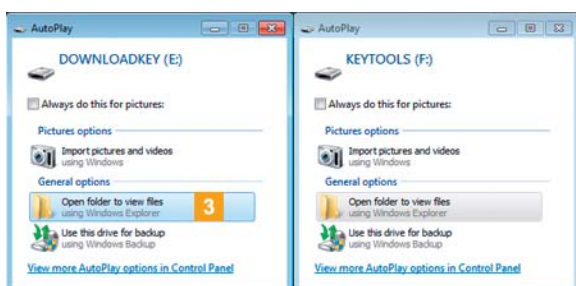 AutoPlay
DOWNLOADKEY (E:)
Always do this for pictures:
Pictures options
Import pictures and videos
using Windows
General options
Open folder to view files
using Windows Explorer
3
Use this drive for backup
using Windows Backup
View more AutoPlay options in Control Panel
AutoPlay
KEYTOOLS (F:)
Always do this for pictures:
Pictures options
Import pictures and videos
using Windows
General options
Open folder to view files
using Windows Explorer
Use this drive for backup
using Windows Backup
View more AutoPlay options in Control Panel